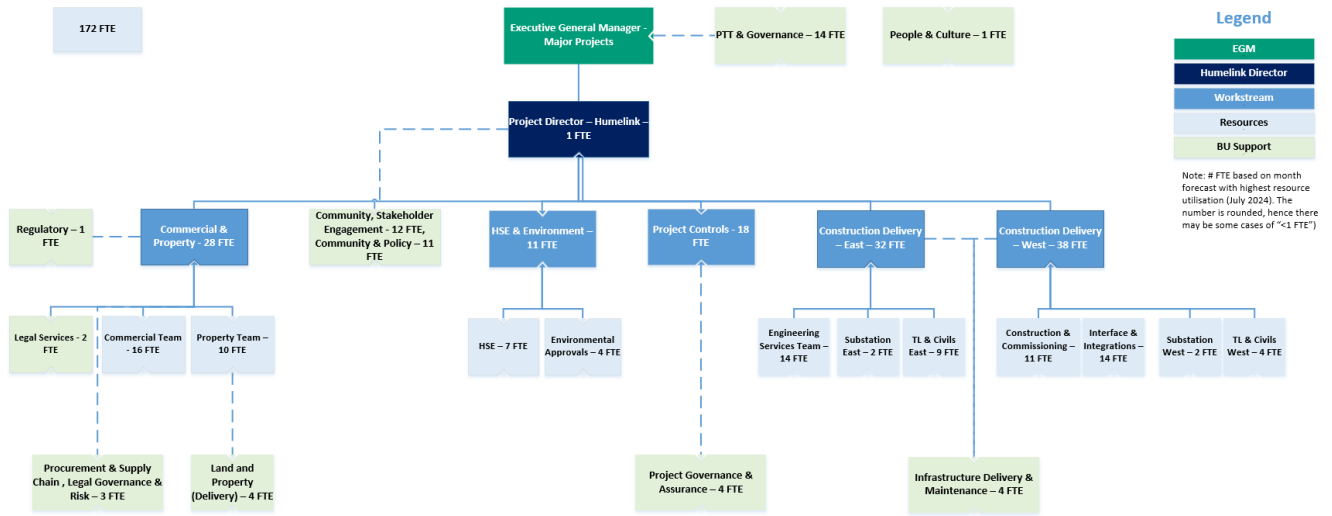 172 FTE
Executive General Manager -
Major Projects
PTT & Governance – 14 FTE
People & Culture – 1 FTE
Legend
EGM
Humelink Director
Workstream
Resources
BU Support
Note: # FTE based on month
forecast with highest resource
utilisation (July 2024). The
number is rounded, hence there
may be some cases of "<1 FTE")
Project Director – Humelink –
1 FTE
Regulatory – 1
FTE
Commercial &
Property - 28 FTE
Community, Stakeholder
Engagement - 12 FTE,
Community & Policy – 11
FTE
HSE & Environment –
11 FTE
Project Controls - 18
FTE
Construction Delivery
– East – 32 FTE
Construction Delivery
– West – 38 FTE
Legal Services - 2
FTE
Commercial Team
- 16 FTE
Property Team –
10 FTE
HSE – 7 FTE
Environmental
Approvals – 4 FTE
Engineering
Services Team –
14 FTE
Substation
East – 2 FTE
TL & Civils
East – 9 FTE
Construction &
Commissioning –
11 FTE
Interface &
Integrations –
14 FTE
Substation
West – 2 FTE
TL & Civils
West – 4 FTE
Procurement & Supply
Chain , Legal Governance &
Risk – 3 FTE
Land and
Property
(Delivery) – 4 FTE
Project Governance &
Assurance – 4 FTE
Infrastructure Delivery &
Maintenance – 4 FTE